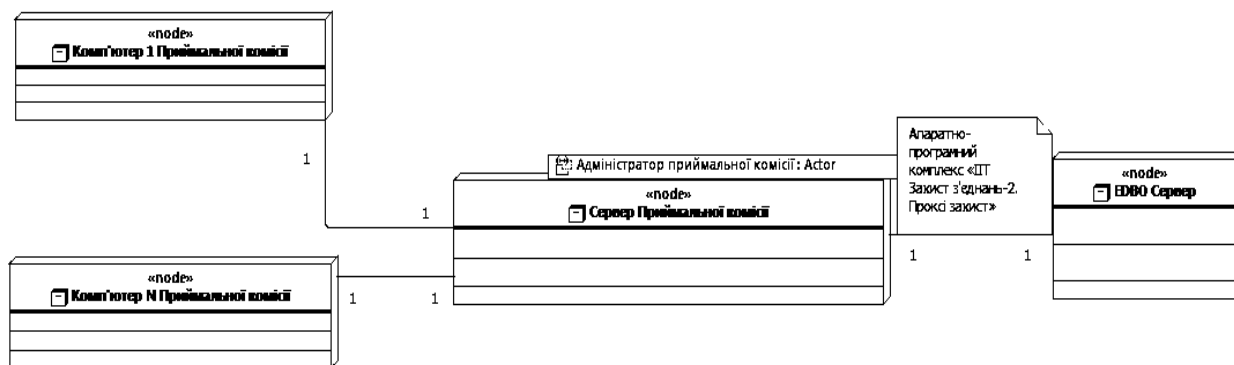 «node»
Комп'ютер 1 Приймальної комісії
1
Адміністратор приймальної комісії : Actor
«node»
Сервер Приймальної комісії
1
1
Апаратно-
програмний
комплекс «ІІТ
Захист з'єднань-2.
Проксі захист»
1
1
«node»
EDBO Сервер
«node»
Комп'ютер N Приймальної комісії
1